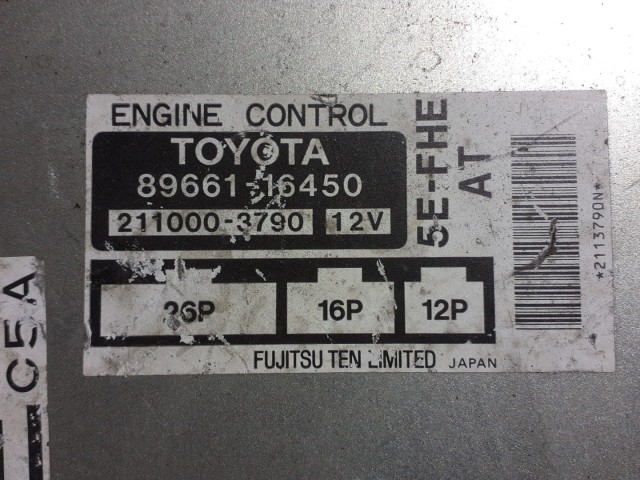 ENGINE CONTROL
TOYOTA
89661-16450
211000-3790 12V
5E-FHE
AT
26P 16P 12P
FUJITSU TEN LIMITED JAPAN
*2113790N*
C5A